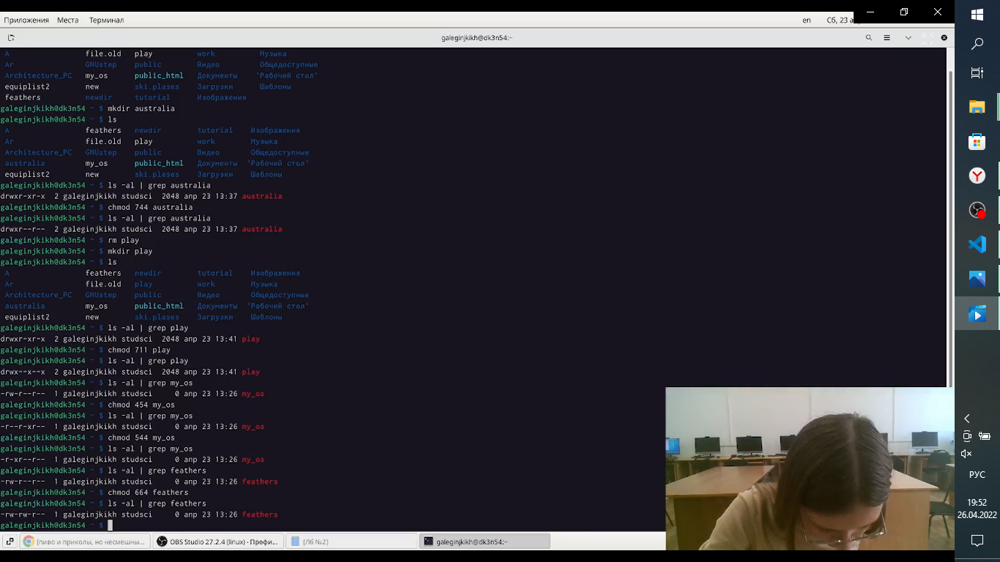 Приложения Места Терминал en Сб, 23 а
galeginjkikh@dk3n54:~
A file.old play work Музыка
Ar GNUstep public Видео Общедоступные
Architecture_PC my_os public_html Документы 'Рабочий стол'
equiplist2 new ski.plases Загрузки Шаблоны
feathers newdir tutorial Изображения
galeginjkikh@dk3n54 ~ $ mkdir australia
galeginjkikh@dk3n54 ~ $ ls
A feathers newdir tutorial Изображения
Ar file.old play work Музыка
Architecture_PC GNUstep public Видео Общедоступные
australia my_os public_html Документы 'Рабочий стол'
equiplist2 new ski.plases Загрузки Шаблоны
galeginjkikh@dk3n54 ~ $ ls -al | grep australia
drwxr-xr-x 2 galeginjkikh studsci 2048 апр 23 13:37 australia
galeginjkikh@dk3n54 ~ $ chmod 744 australia
galeginjkikh@dk3n54 ~ $ ls -al | grep australia
drwxr--r-- 2 galeginjkikh studsci 2048 апр 23 13:37 australia
galeginjkikh@dk3n54 ~ $ rm play
galeginjkikh@dk3n54 ~ $ mkdir play
galeginjkikh@dk3n54 ~ $ ls
A feathers newdir tutorial Изображения
Ar file.old play work Музыка
Architecture_PC GNUstep public Видео Общедоступные
australia my_os public_html Документы 'Рабочий стол'
equiplist2 new ski.plases Загрузки Шаблоны
galeginjkikh@dk3n54 ~ $ ls -al | grep play
drwxr-xr-x 2 galeginjkikh studsci 2048 апр 23 13:41 play
galeginjkikh@dk3n54 ~ $ chmod 711 play
galeginjkikh@dk3n54 ~ $ ls -al | grep play
drwx--x--x 2 galeginjkikh studsci 2048 апр 23 13:41 play
galeginjkikh@dk3n54 ~ $ ls -al | grep my_os
-rw-r--r-- 1 galeginjkikh studsci 0 апр 23 13:26 my_os
galeginjkikh@dk3n54 ~ $ chmod 454 my_os
galeginjkikh@dk3n54 ~ $ ls -al | grep my_os
-r--r-xr-- 1 galeginjkikh studsci 0 апр 23 13:26 my_os
galeginjkikh@dk3n54 ~ $ chmod 544 my_os
galeginjkikh@dk3n54 ~ $ ls -al | grep my_os
-r-xr--r-- 1 galeginjkikh studsci 0 апр 23 13:26 my_os
galeginjkikh@dk3n54 ~ $ ls -al | grep feathers
-rw-r--r-- 1 galeginjkikh studsci 0 апр 23 13:26 feathers
galeginjkikh@dk3n54 ~ $ chmod 664 feathers
galeginjkikh@dk3n54 ~ $ ls -al | grep feathers
-rw-rw-r-- 1 galeginjkikh studsci 0 апр 23 13:26 feathers
galeginjkikh@dk3n54 ~ $
[пиво и приколы, но несмешны... OBS Studio 27.2.4 (linux) - Профи... (Лб №2) galeginjkikh@dk3n54:~
РУС
19:52
26.04.2022